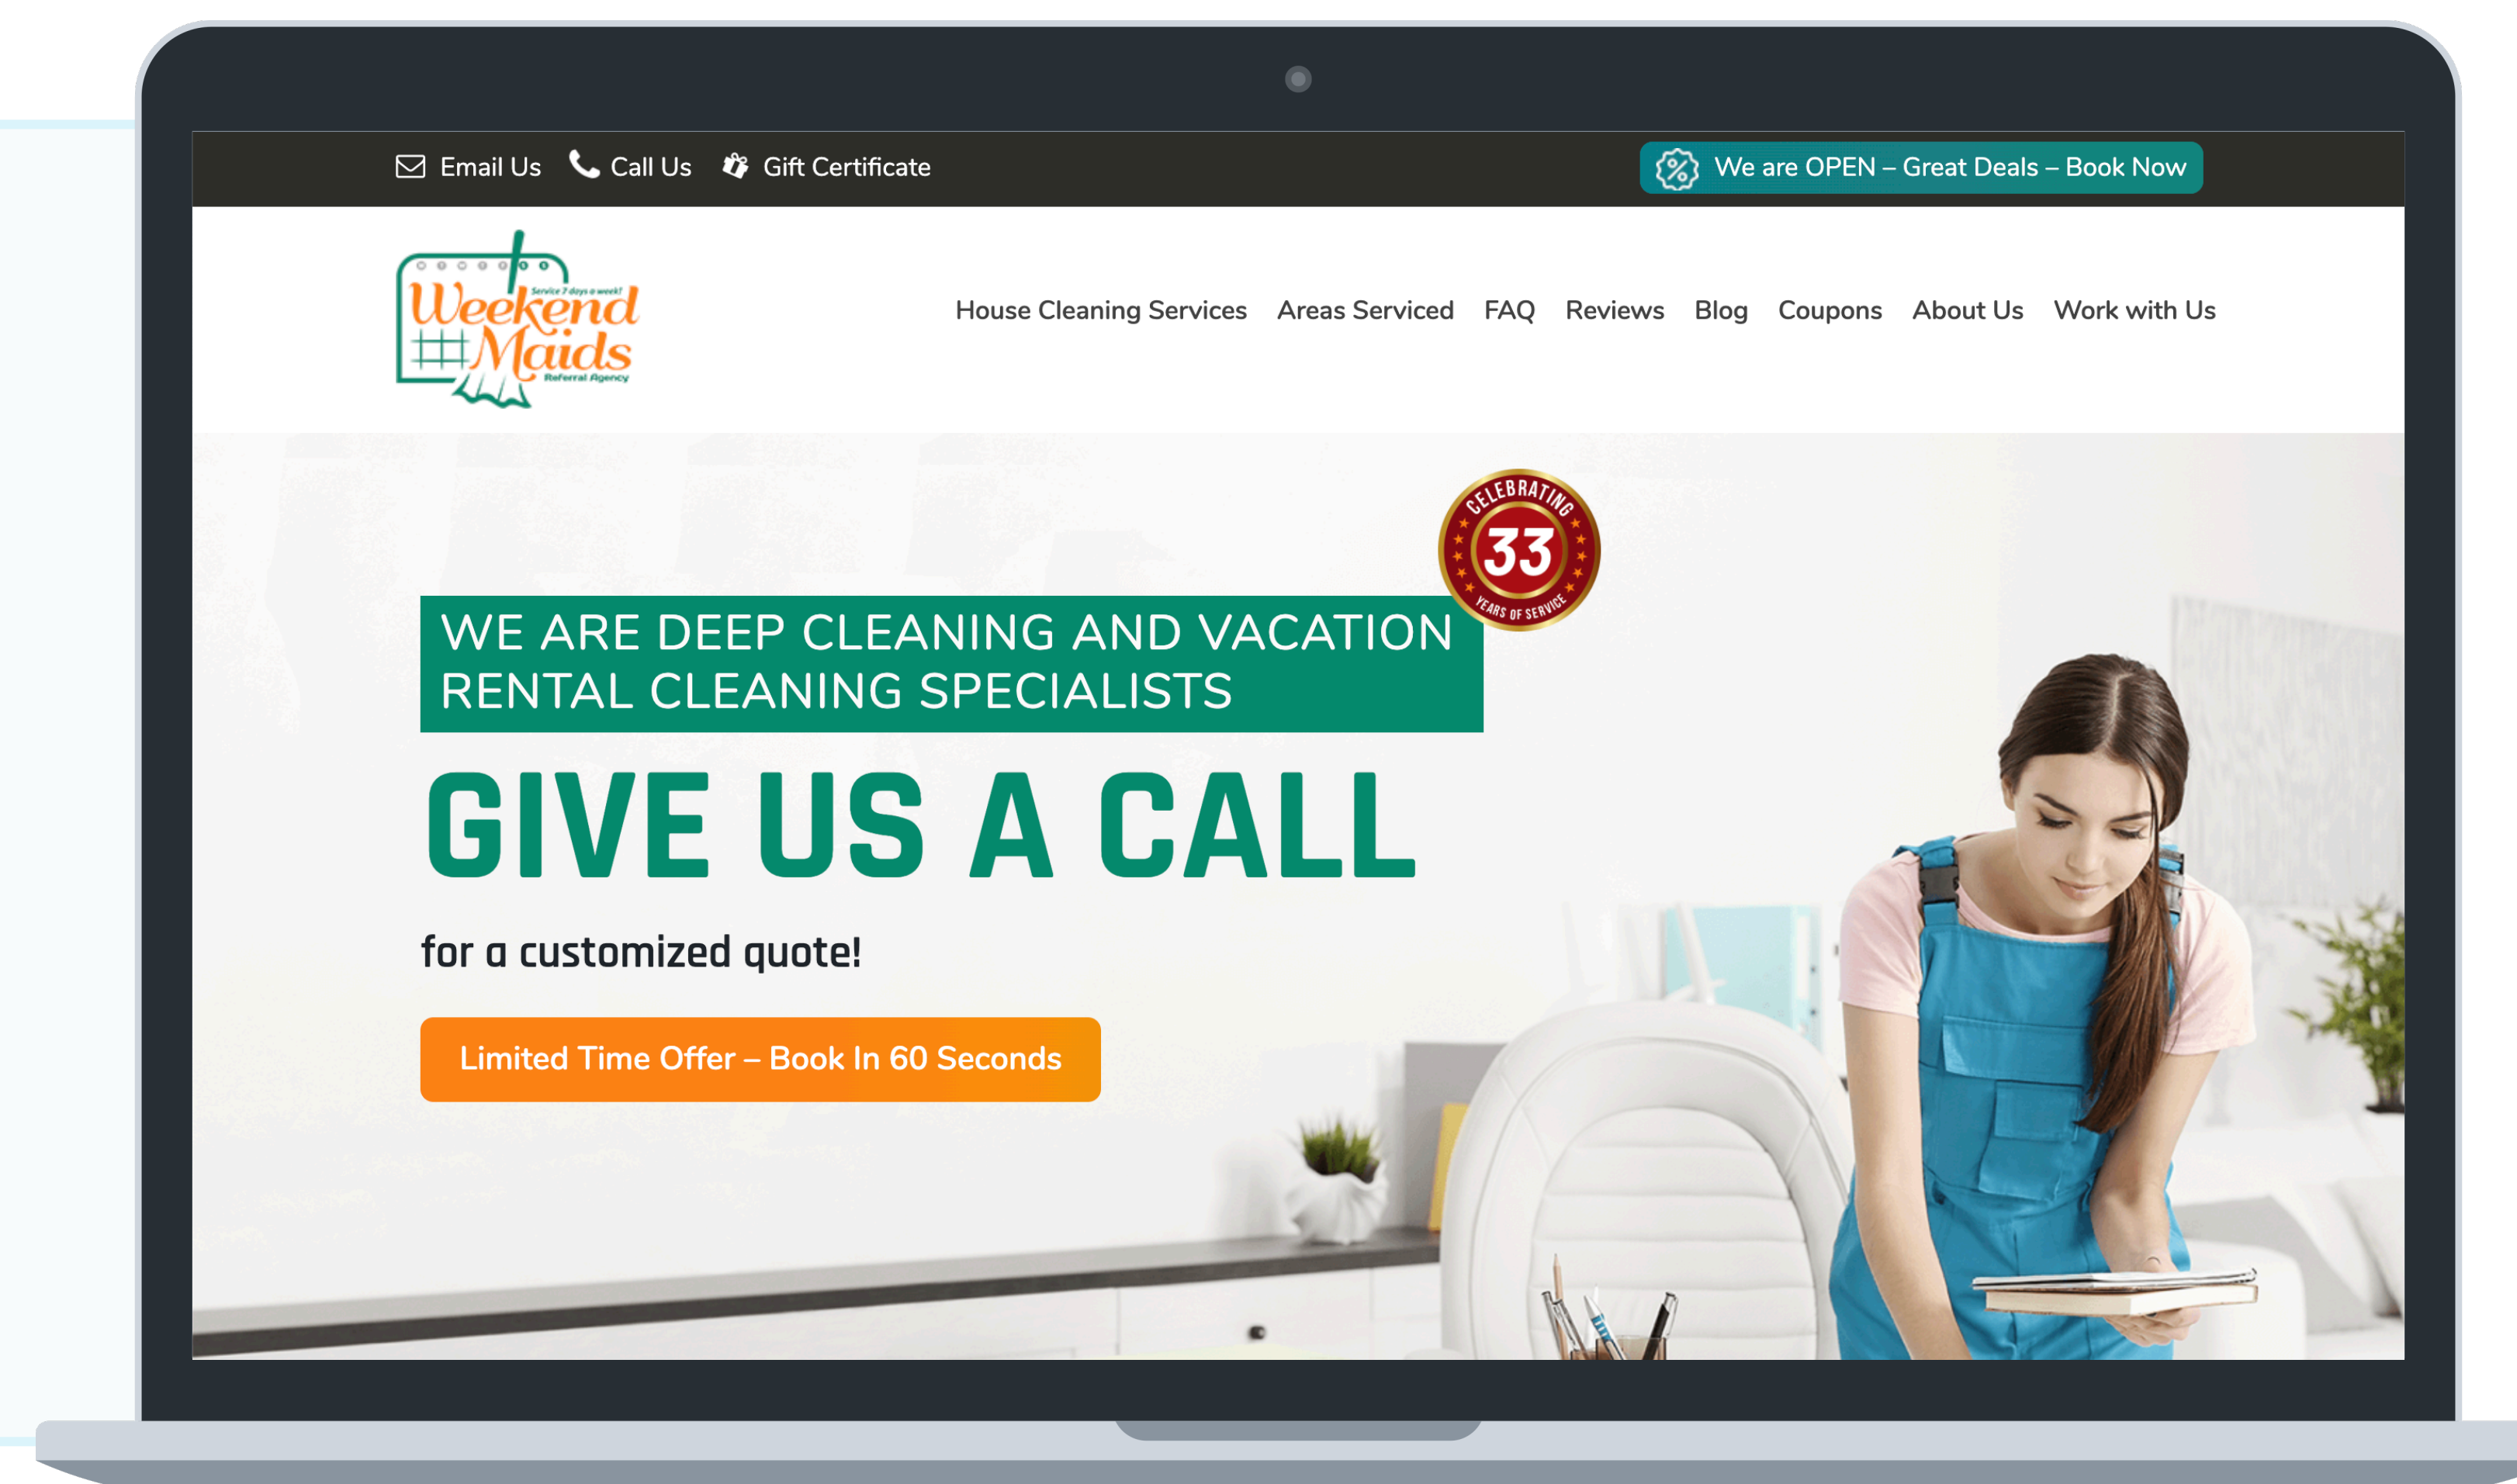 Email Us Call Us Gift Certificate We are OPEN – Great Deals – Book Now
Service 7 days a week!
Weekend
Maids
Referral Agency
House Cleaning Services Areas Serviced FAQ Reviews Blog Coupons About Us Work with Us
CELEBRATING
33
YEARS OF SERVICE
WE ARE DEEP CLEANING AND VACATION
RENTAL CLEANING SPECIALISTS
GIVE US A CALL
for a customized quote!
Limited Time Offer – Book In 60 Seconds